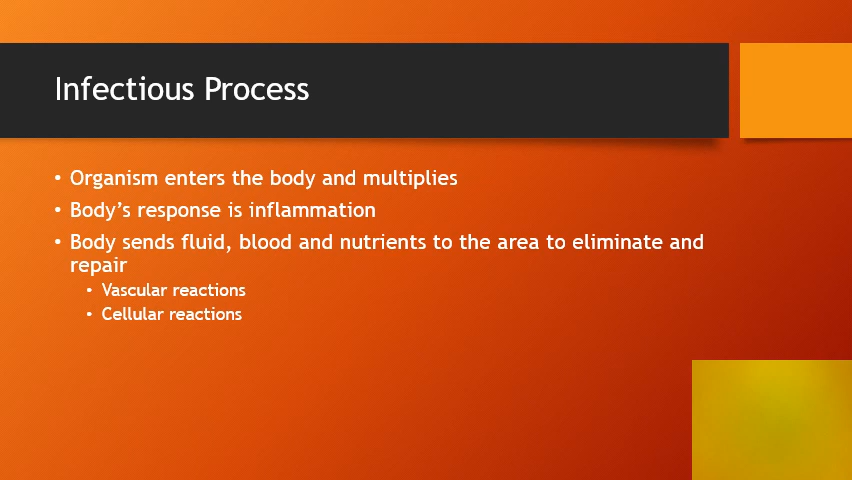 Infectious Process
• Organism enters the body and multiplies
• Body's response is inflammation
• Body sends fluid, blood and nutrients to the area to eliminate and
repair
• Vascular reactions
• Cellular reactions